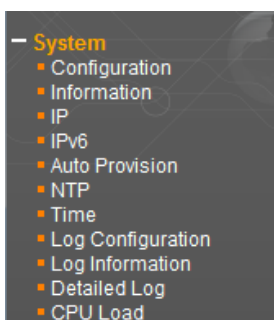 System
Configuration
Information
IP
IPv6
Auto Provision
NTP
Time
Log Configuration
Log Information
Detailed Log
CPU Load